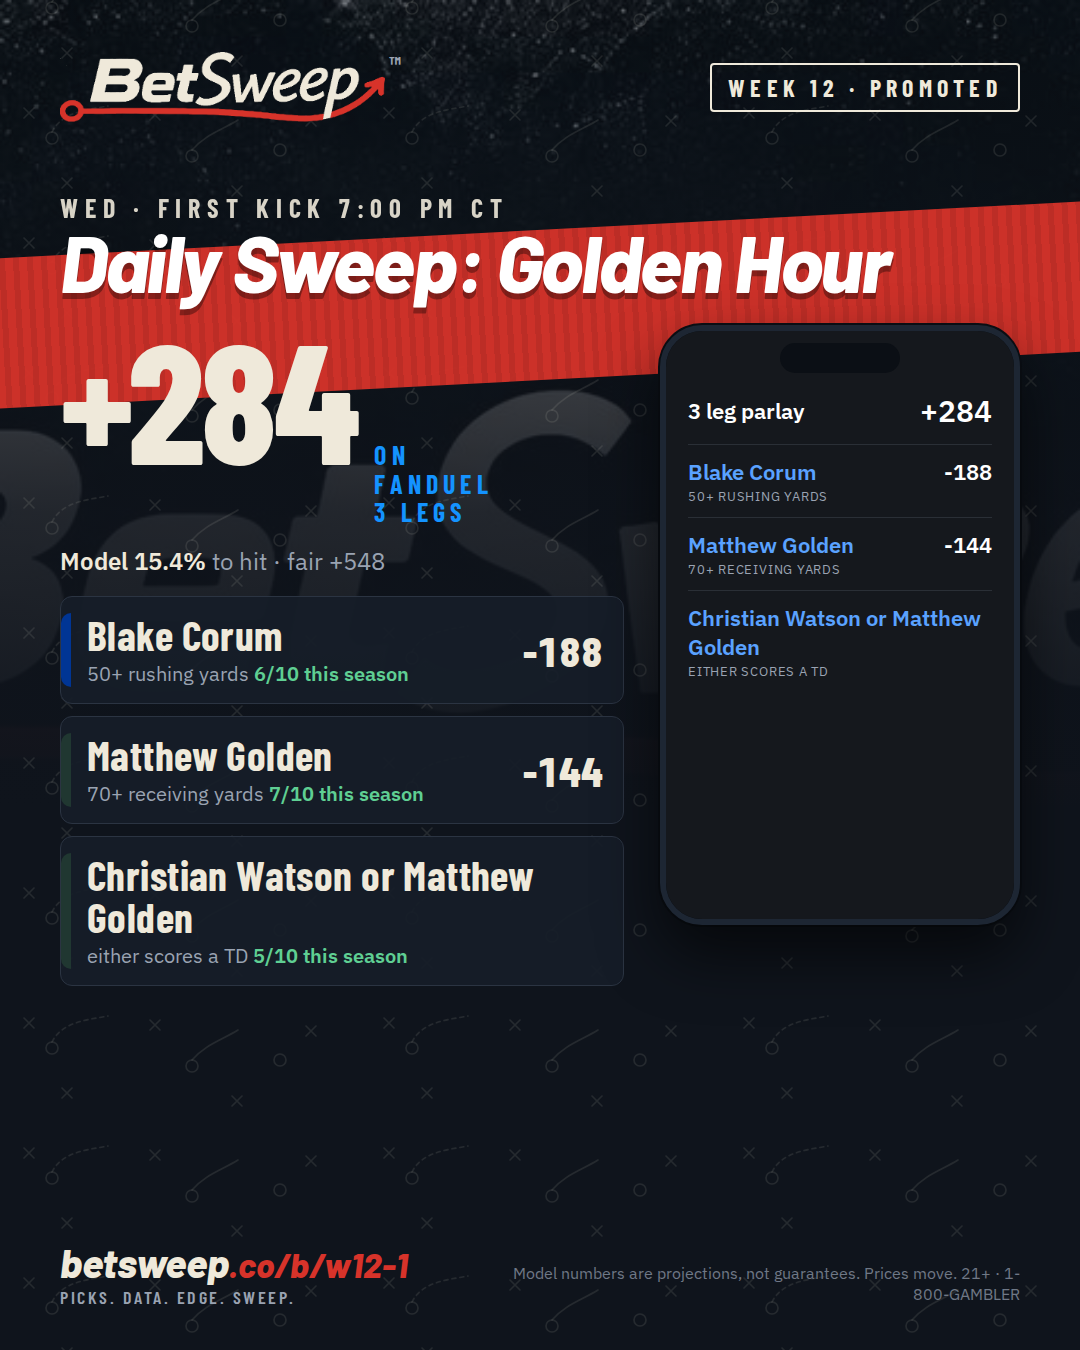 BetSweep™
WEEK 12 · PROMOTED
WED · FIRST KICK 7:00 PM CT
Daily Sweep: Golden Hour
+284
ON
FANDUEL
3 LEGS
Model 15.4% to hit · fair +548
Blake Corum
50+ rushing yards 6/10 this season
-188
Matthew Golden
70+ receiving yards 7/10 this season
-144
Christian Watson or Matthew
Golden
either scores a TD 5/10 this season
3 leg parlay
+284
Blake Corum
-188
50+ RUSHING YARDS
Matthew Golden
-144
70+ RECEIVING YARDS
Christian Watson or Matthew
Golden
EITHER SCORES A TD
BetSwe
betsweep.co/b/w12-1
PICKS. DATA. EDGE. SWEEP.
Model numbers are projections, not guarantees. Prices move. 21+ · 1-
800-GAMBLER